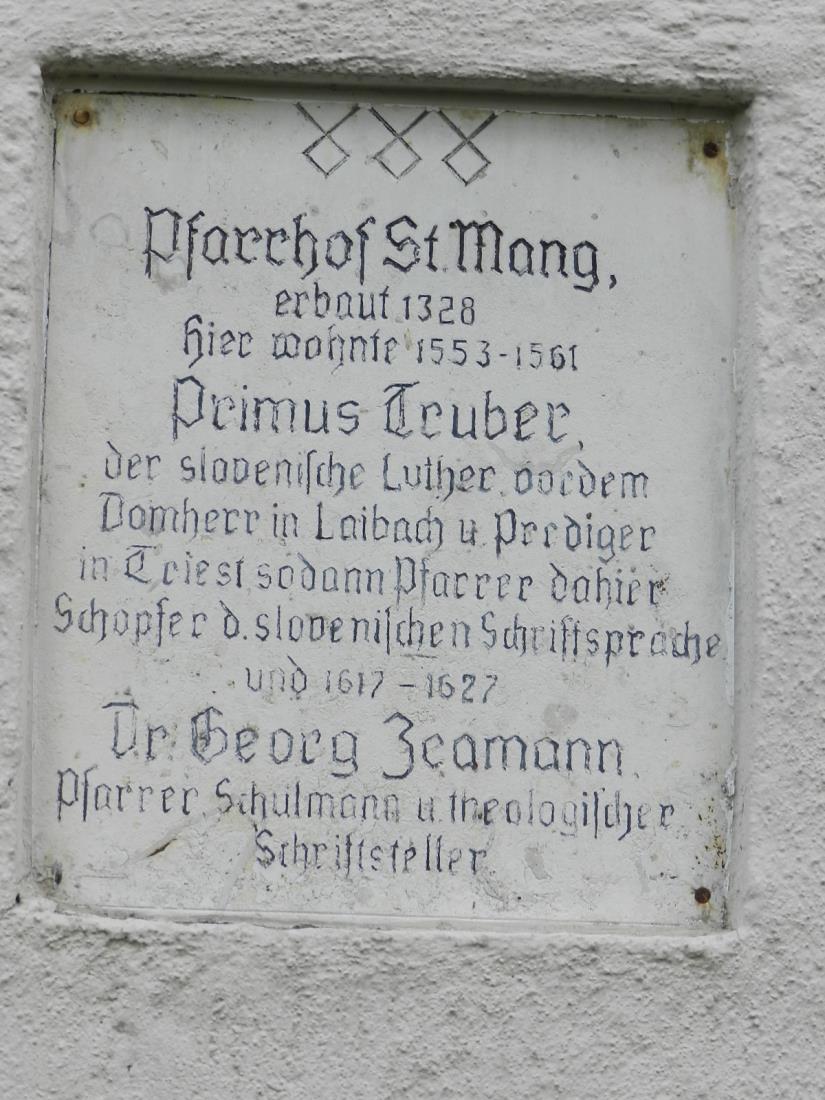 Pfarrhof St. Mang,
erbaut 1328
hier wohnte 1553-1561
Primus Truber,
der slovenische Luther, vordem
Domherr in Laibach u. Prediger
in Triest sodann Pfarrer dahier
Schöpfer d. slovenischen Schriftsprache
und 1617 - 1627
Dr. Georg Zeamann,
Pfarrer, Schulmann u. theologischer
Schriftsteller